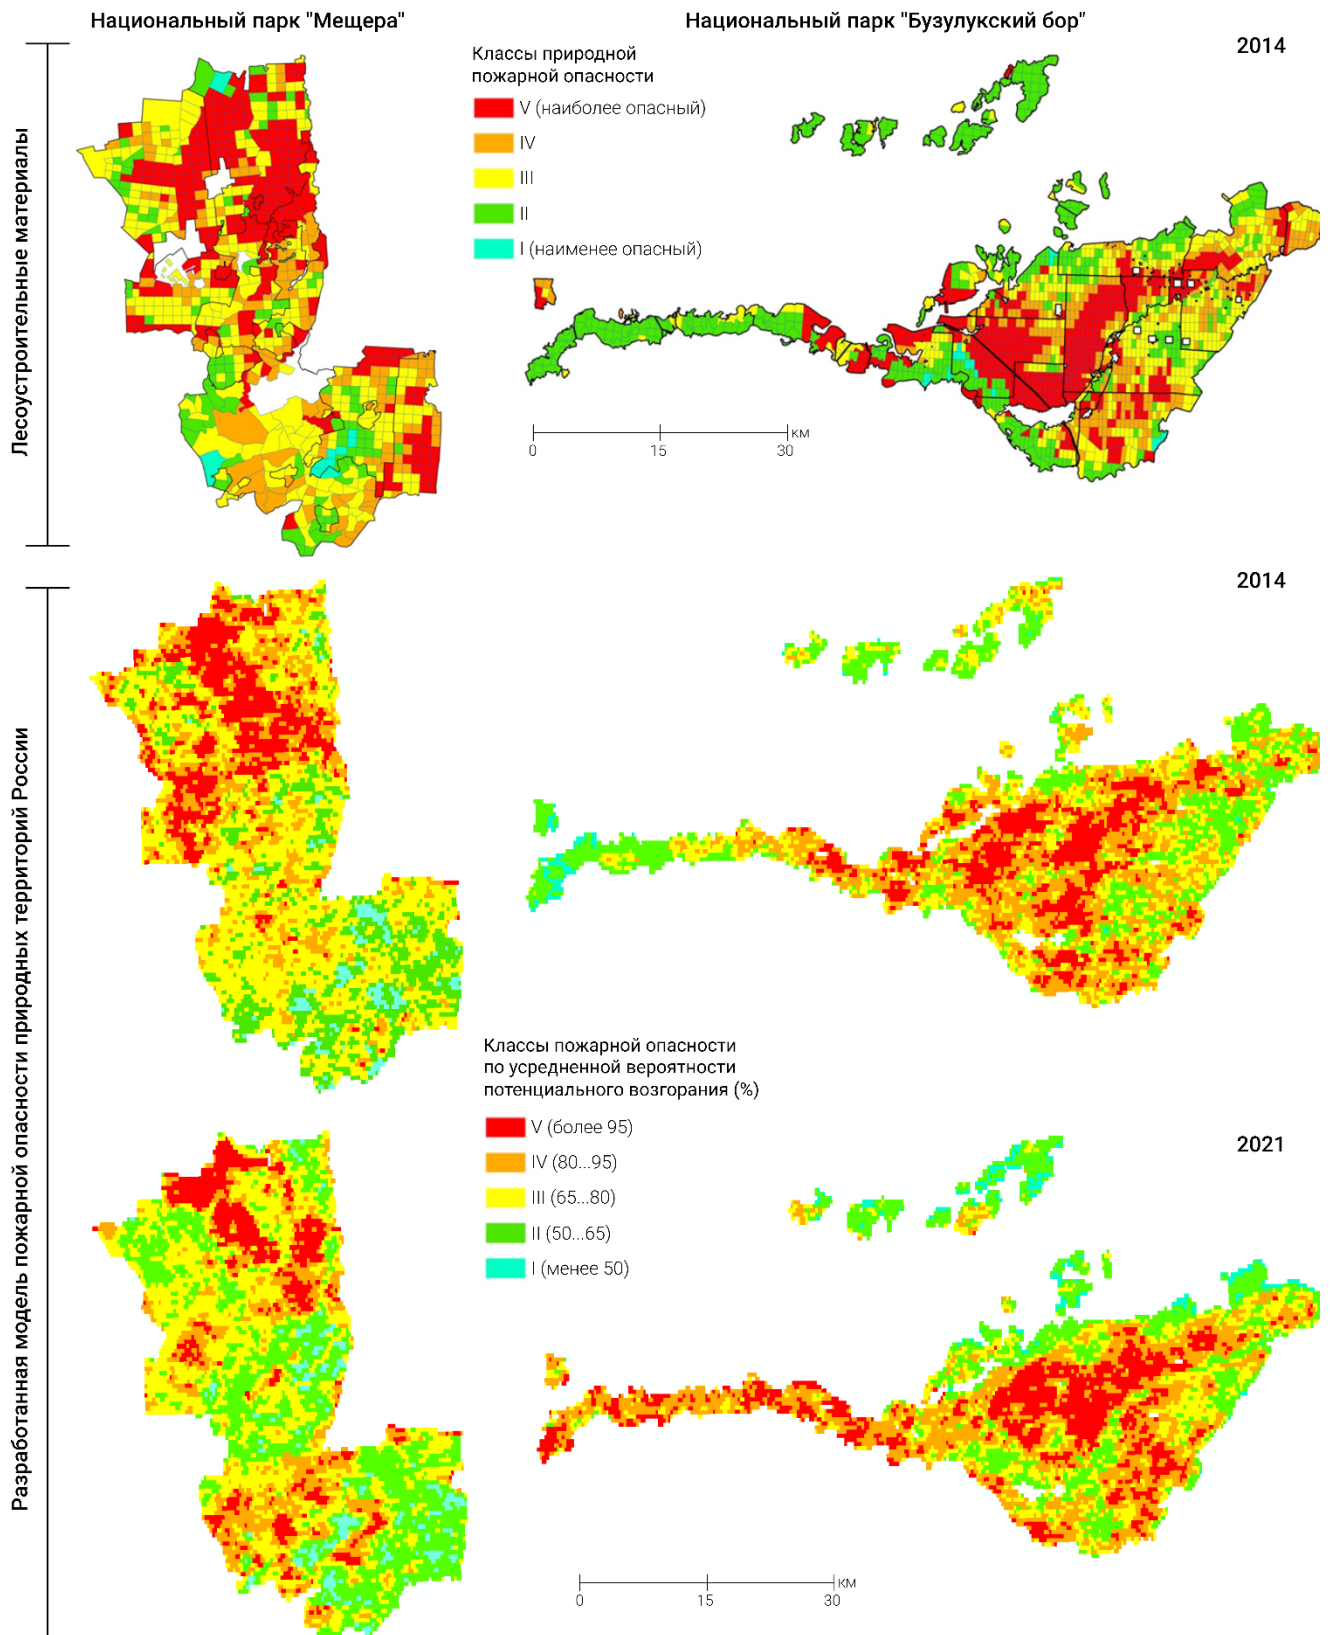 Национальный парк "Мещера"
Национальный парк "Бузулукский бор"
2014
Лесоустроительные материалы
Классы природной
пожарной опасности
V (наиболее опасный)
IV
III
II
I (наименее опасный)
км
0
15
30
2014
Разработанная модель пожарной опасности природных территорий России
Классы пожарной опасности
по усредненной вероятности
потенциального возгорания (%)
V (более 95)
IV (80...95)
III (65...80)
II (50...65)
I (менее 50)
2021
км
0
15
30